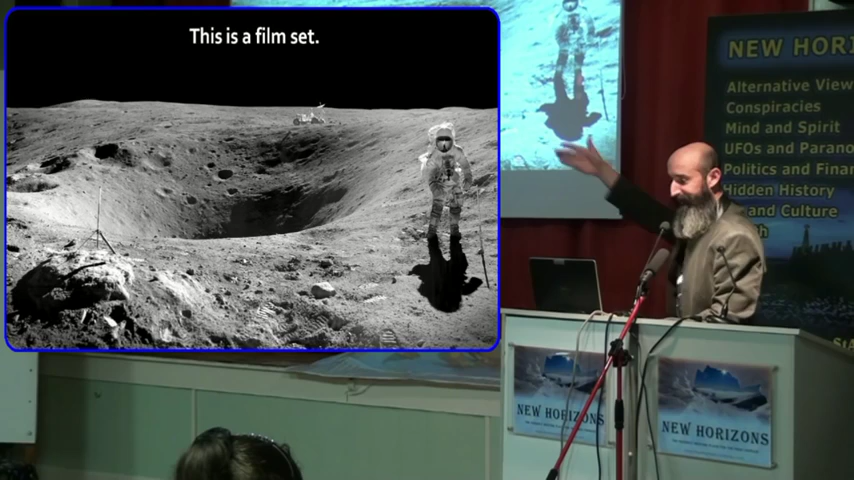 This is a film set.
NEW HORI
Alternative View
Conspiracies
Mind and Spirit
UFOs and Parano
Politics and Finan
Hidden History
and Culture
NEW HORIZONS
NEW HORIZONS